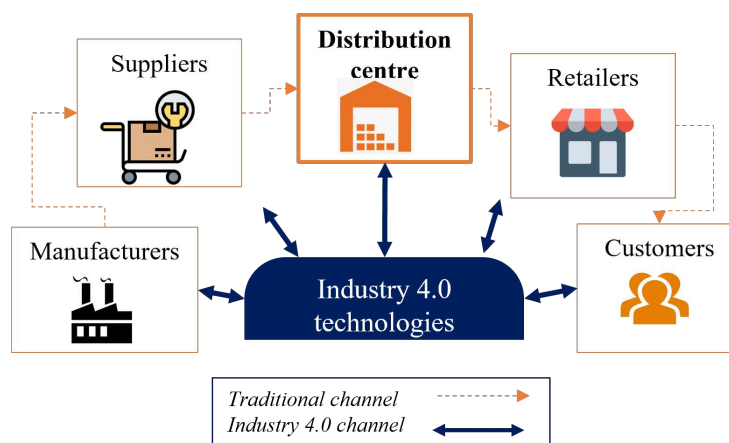 Suppliers
Distribution
centre
Retailers
Manufacturers
Customers
Industry 4.0
technologies
Traditional channel
Industry 4.0 channel